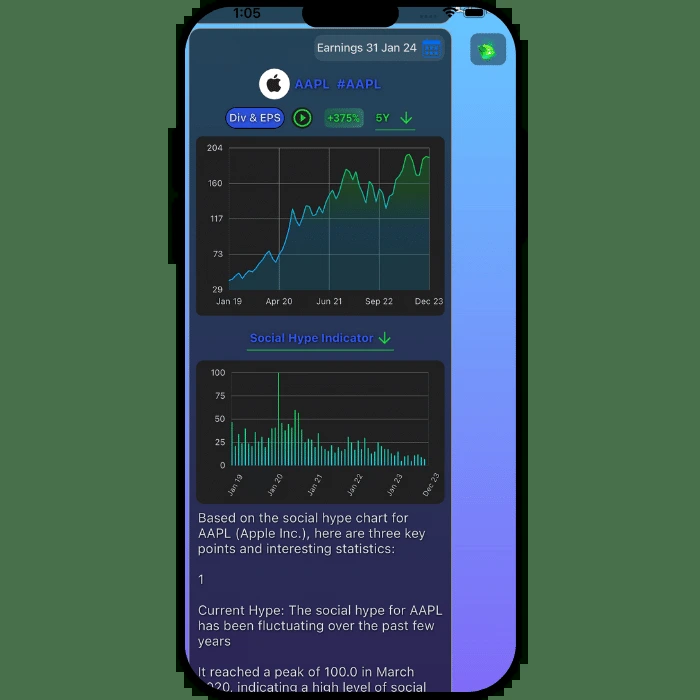 1:05
Earnings 31 Jan 24
AAPL #AAPL
Div & EPS +375% 5Y
204
160
117
73
29
Jan 19 Apr 20 Jun 21 Sep 22 Dec 23
Social Hype Indicator
100
75
50
25
0
Jan 19 Jan 20 Jan 21 Jan 22 Jan 23 Dec 23
Based on the social hype chart for
AAPL (Apple Inc.), here are three key
points and interesting statistics:
1
Current Hype: The social hype for AAPL
has been fluctuating over the past few
years
It reached a peak of 100.0 in March
2020, indicating a high level of social